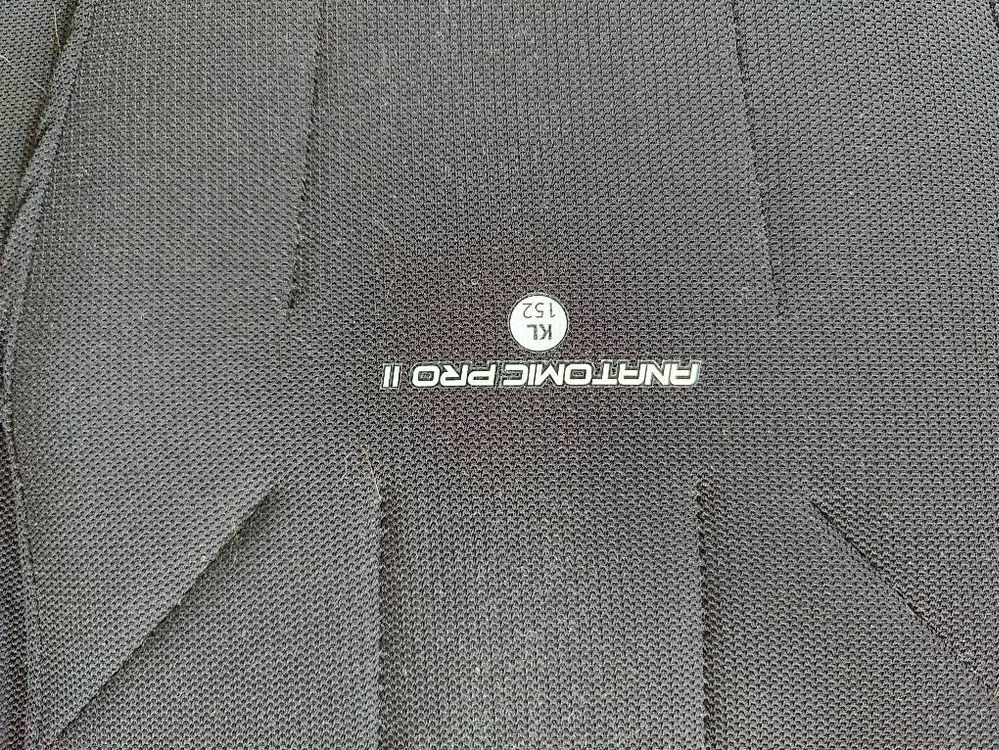 ANATOMIC PRO II
KL
152